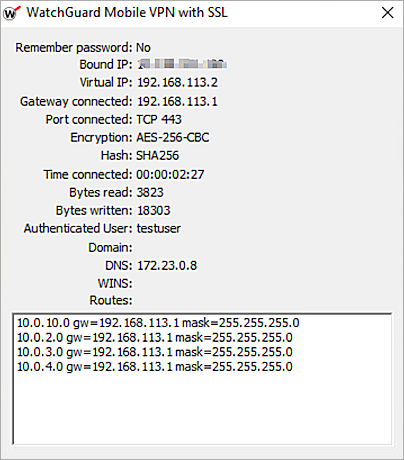 WatchGuard Mobile VPN with SSL
Remember password: No
Bound IP:
Virtual IP: 192.168.113.2
Gateway connected: 192.168.113.1
Port connected: TCP 443
Encryption: AES-256-CBC
Hash: SHA256
Time connected: 00:00:02:27
Bytes read: 3823
Bytes written: 18303
Authenticated User: testuser
Domain:
DNS: 172.23.0.8
WINS:
Routes:
10.0.10.0 gw=192.168.113.1 mask=255.255.255.0
10.0.2.0 gw=192.168.113.1 mask=255.255.255.0
10.0.3.0 gw=192.168.113.1 mask=255.255.255.0
10.0.4.0 gw=192.168.113.1 mask=255.255.255.0